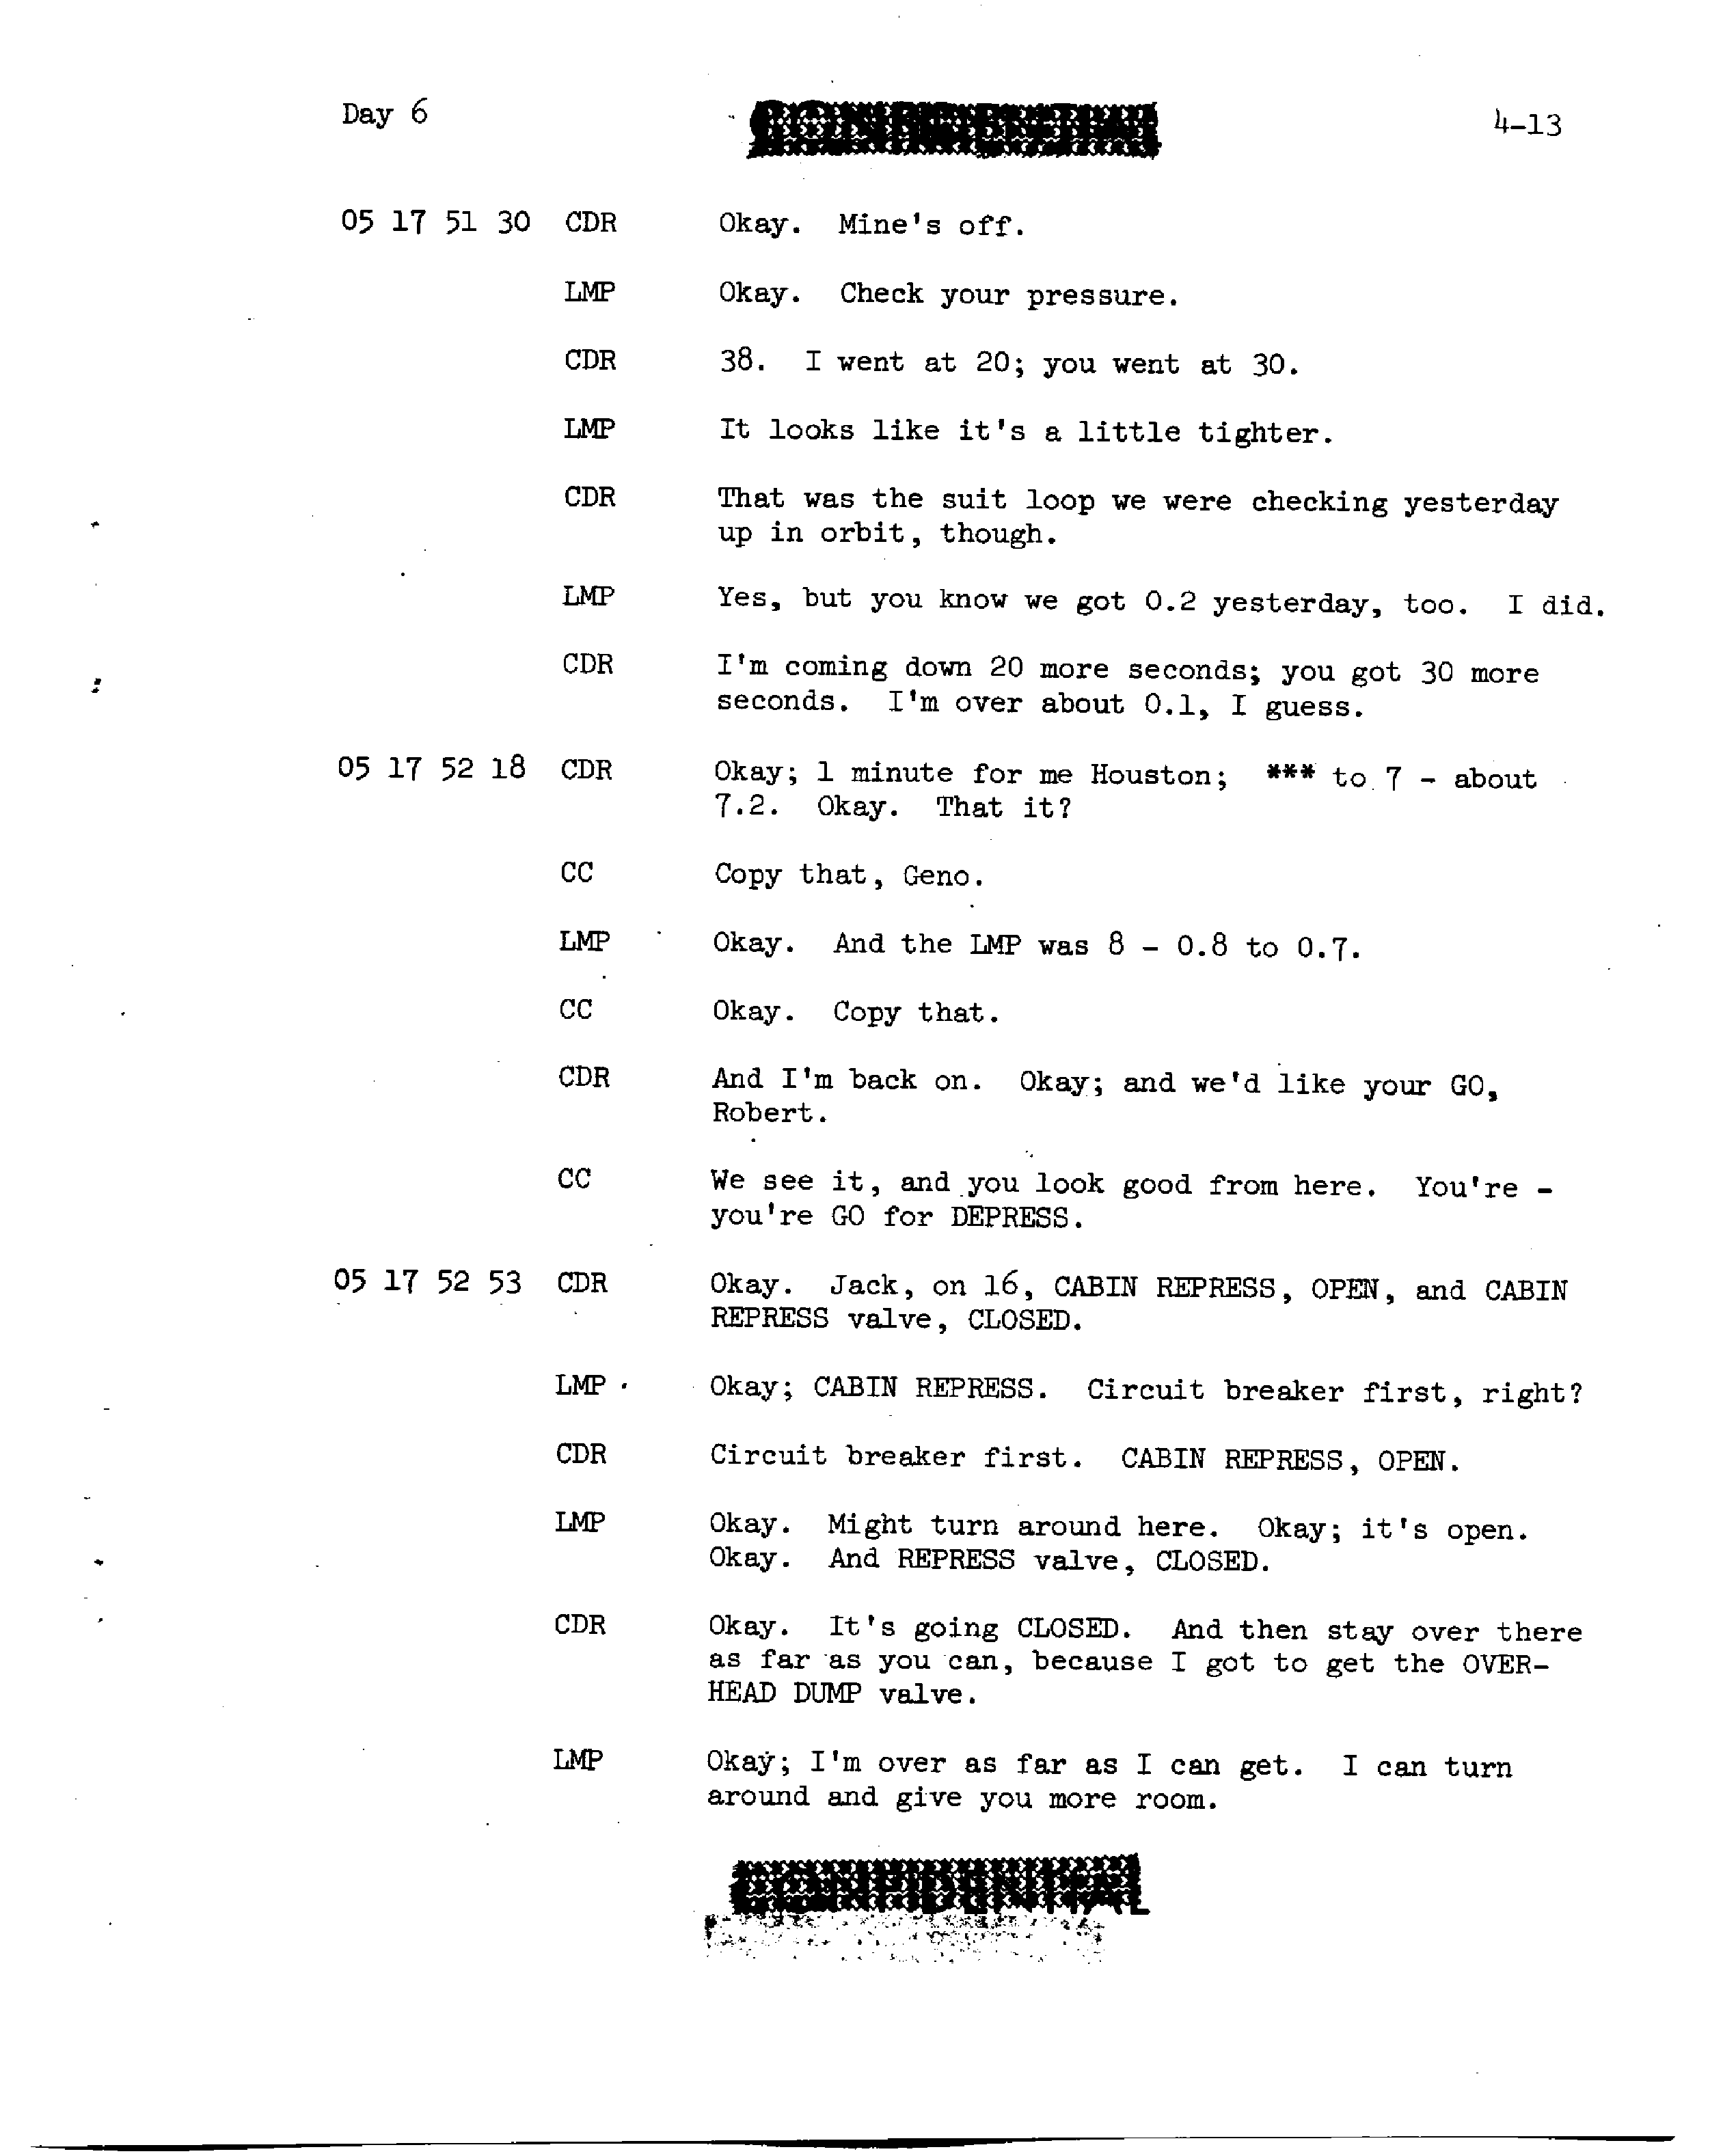 Day 6
CONFIDENTIAL
4-13
05 17 51 30 CDR Okay. Mine's off.
LMP Okay. Check your pressure.
CDR 38. I went at 20; you went at 30.
LMP It looks like it's a little tighter.
CDR That was the suit loop we were checking yesterday
up in orbit, though.
LMP Yes, but you know we got 0.2 yesterday, too. I did.
CDR I'm coming down 20 more seconds; you got 30 more
seconds. I'm over about 0.1, I guess.
05 17 52 18 CDR Okay; 1 minute for me Houston; *** to 7 - about
7.2. Okay. That it?
CC Copy that, Geno.
LMP Okay. And the LMP was 8 - 0.8 to 0.7.
CC Okay. Copy that.
CDR And I'm back on. Okay; and we'd like your GO,
Robert.
CC We see it, and you look good from here. You're -
you're GO for DEPRESS.
05 17 52 53 CDR Okay. Jack, on 16, CABIN REPRESS, OPEN, and CABIN
REPRESS valve, CLOSED.
LMP Okay; CABIN REPRESS. Circuit breaker first, right?
CDR Circuit breaker first. CABIN REPRESS, OPEN.
LMP Okay. Might turn around here. Okay; it's open.
Okay. And REPRESS valve, CLOSED.
CDR Okay. It's going CLOSED. And then stay over there
as far as you can, because I got to get the OVER-
HEAD DUMP valve.
LMP Okay; I'm over as far as I can get. I can turn
around and give you more room.
CONFIDENTIAL